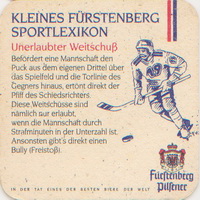 KLEINES FÜRSTENBERG
SPORTLEXIKON
Unerlaubter Weitschuß
Befördert eine Mannschaft den
Puck aus dem eigenen Drittel über
das Spielfeld und die Torlinie des
Gegners hinaus, ertönt direkt der
Pfiff des Schiedsrichters.
Diese Weitschüsse sind
nämlich nur erlaubt,
wenn die Mannschaft durch
Strafminuten in der Unterzahl ist.
Ansonsten gibt's direkt einen
Bully (Freistoß).
Fürstenberg
Pilsener
IN DER TAT EINES DER BESTEN BIERE DER WELT